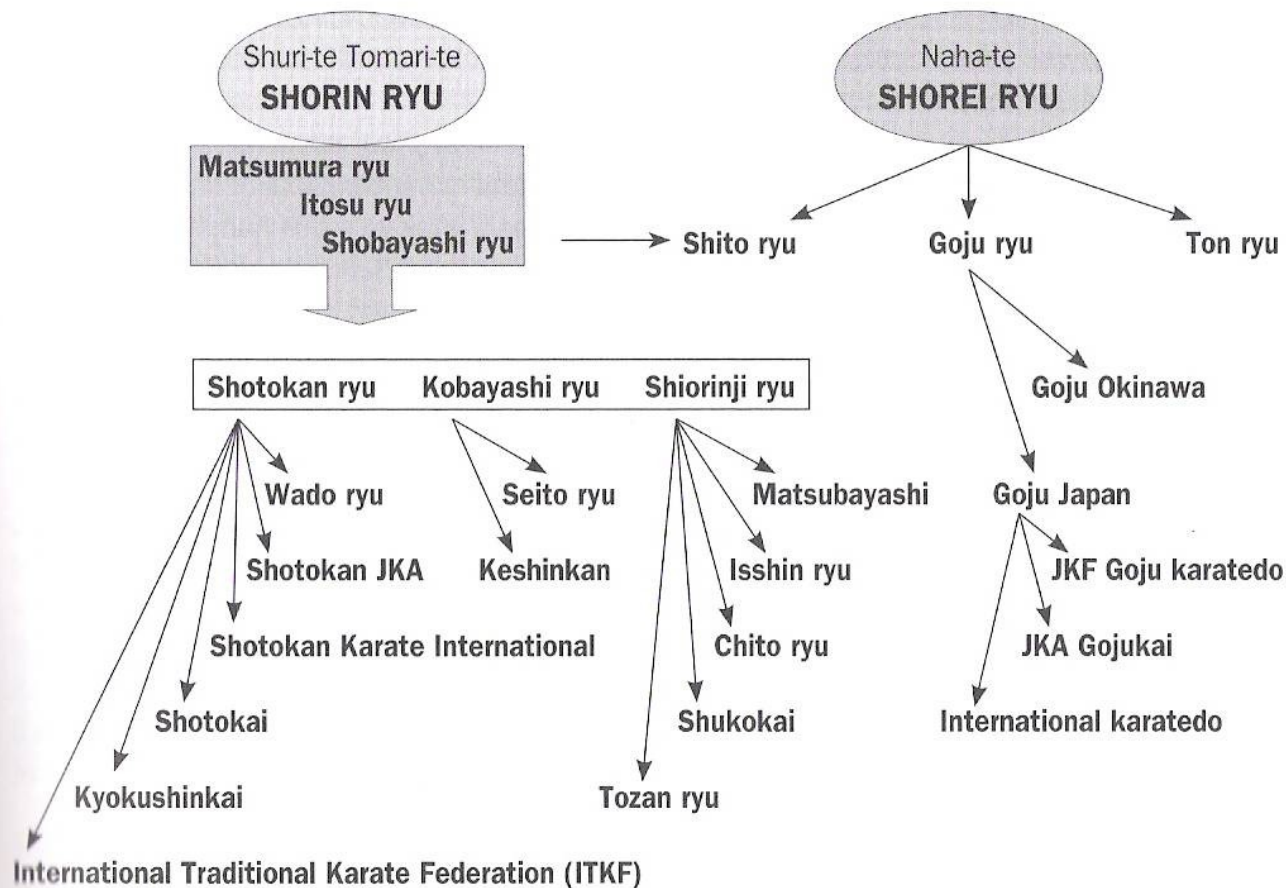 Shuri-te Tomari-te
SHORIN RYU
Naha-te
SHOREI RYU
Matsumura ryu
Itosu ryu
Shobayashi ryu
Shito ryu
Goju ryu
Ton ryu
Shotokan ryu
Kobayashi ryu
Shiorinji ryu
Goju Okinawa
Wado ryu
Seito ryu
Matsubayashi
Goju Japan
Shotokan JKA
Keshinkan
Isshin ryu
JKF Goju karatedo
Shotokan Karate International
Chito ryu
JKA Gojukai
Shotokai
Shukokai
International karatedo
Kyokushinkai
Tozan ryu
International Traditional Karate Federation (ITKF)